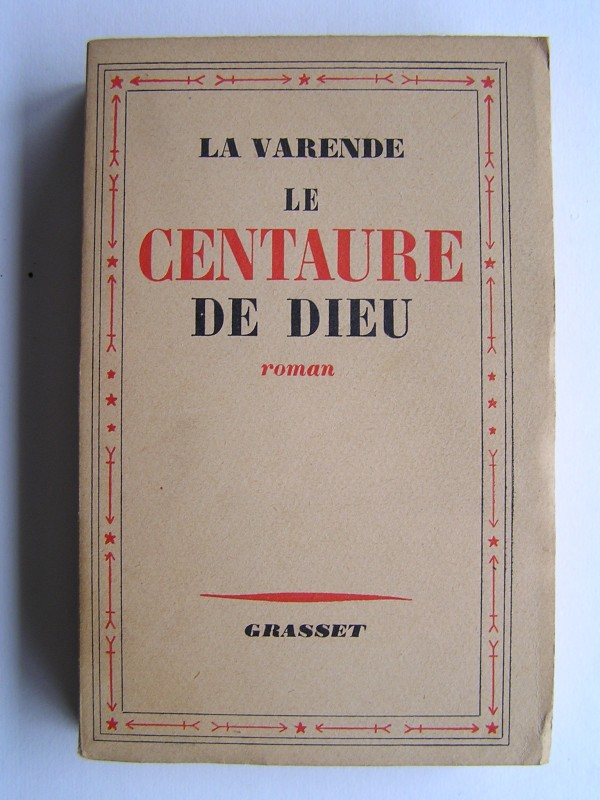 LA VARENDE
LE
CENTAURE
DE DIEU
roman
GRASSET